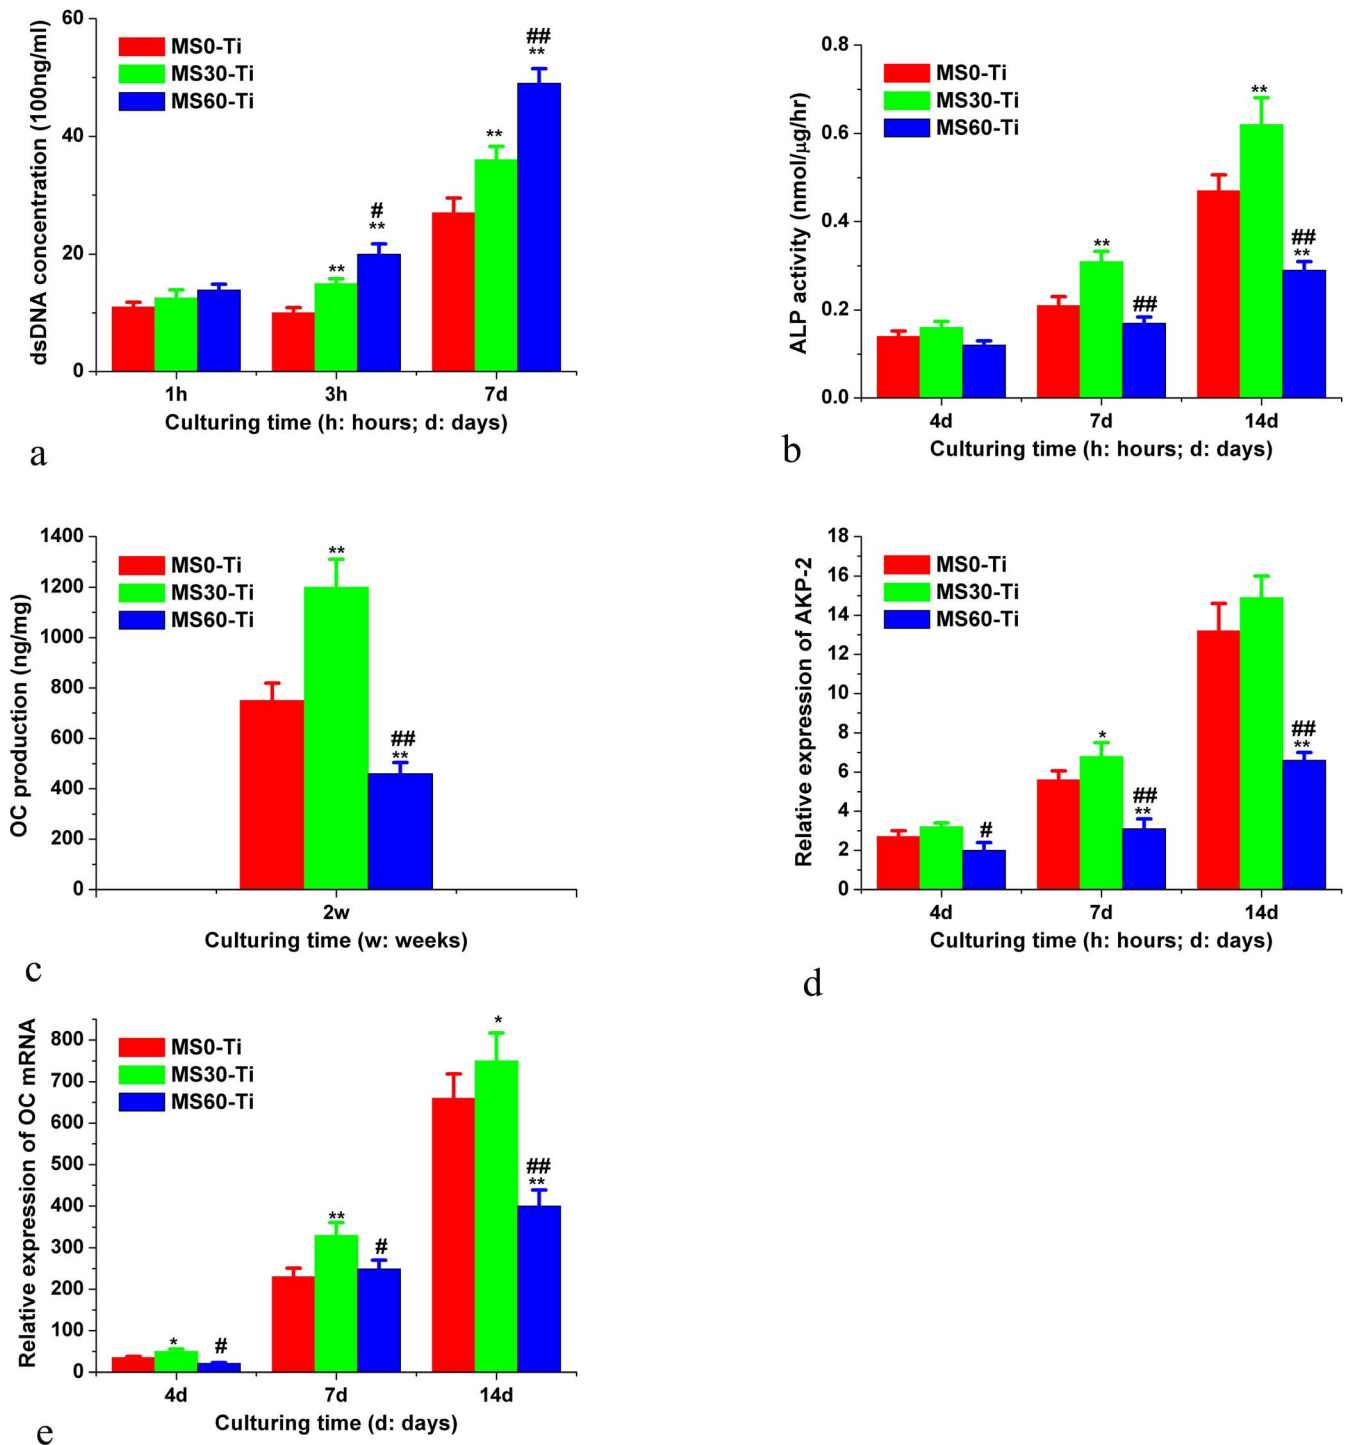 dsDNA concentration (100ng/ml)
60
40
20
0
MS0-Ti
MS30-Ti
MS60-Ti
**
#
**
**
##
**
1h 3h 7d
Culturing time (h: hours; d: days)
a
ALP activity (nmol/µg/hr)
0.8
0.6
0.4
0.2
0.0
MS0-Ti
MS30-Ti
MS60-Ti
**
##
**
##
**
4d 7d 14d
Culturing time (h: hours; d: days)
b
OC production (ng/mg)
1400
1200
1000
800
600
400
200
0
MS0-Ti
MS30-Ti
MS60-Ti
**
##
**
2w
Culturing time (w: weeks)
c
Relative expression of AKP-2
18
16
14
12
10
8
6
4
2
0
MS0-Ti
MS30-Ti
MS60-Ti
#
*
##
**
##
**
4d 7d 14d
Culturing time (h: hours; d: days)
d
Relative expression of OC mRNA
800
700
600
500
400
300
200
100
0
MS0-Ti
MS30-Ti
MS60-Ti
*
#
**
#
*
##
**
4d 7d 14d
Culturing time (d: days)
e